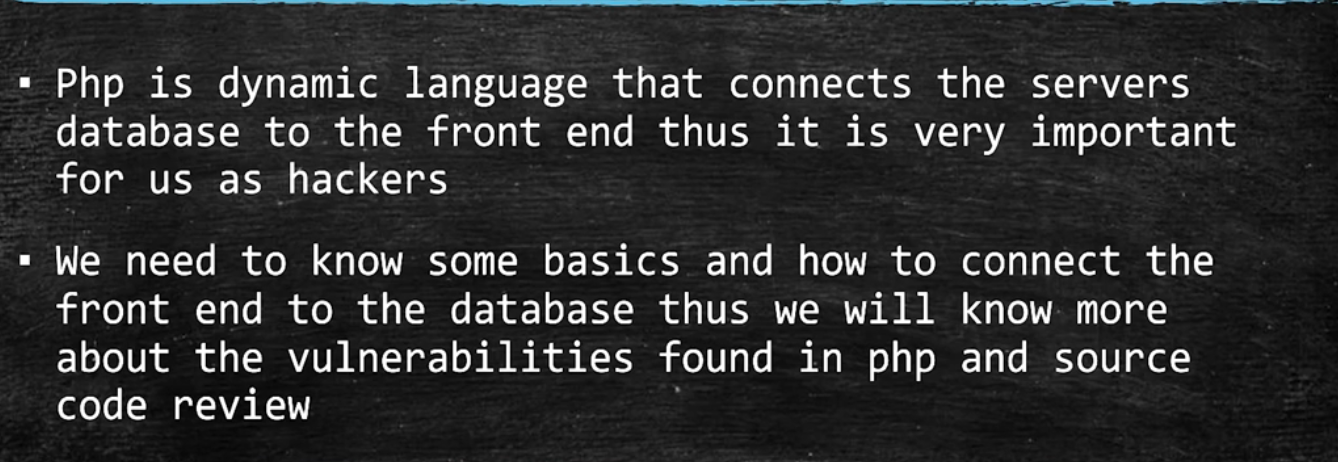 ▪ Php is dynamic language that connects the servers
database to the front end thus it is very important
for us as hackers
▪ We need to know some basics and how to connect the
front end to the database thus we will know more
about the vulnerabilities found in php and source
code review